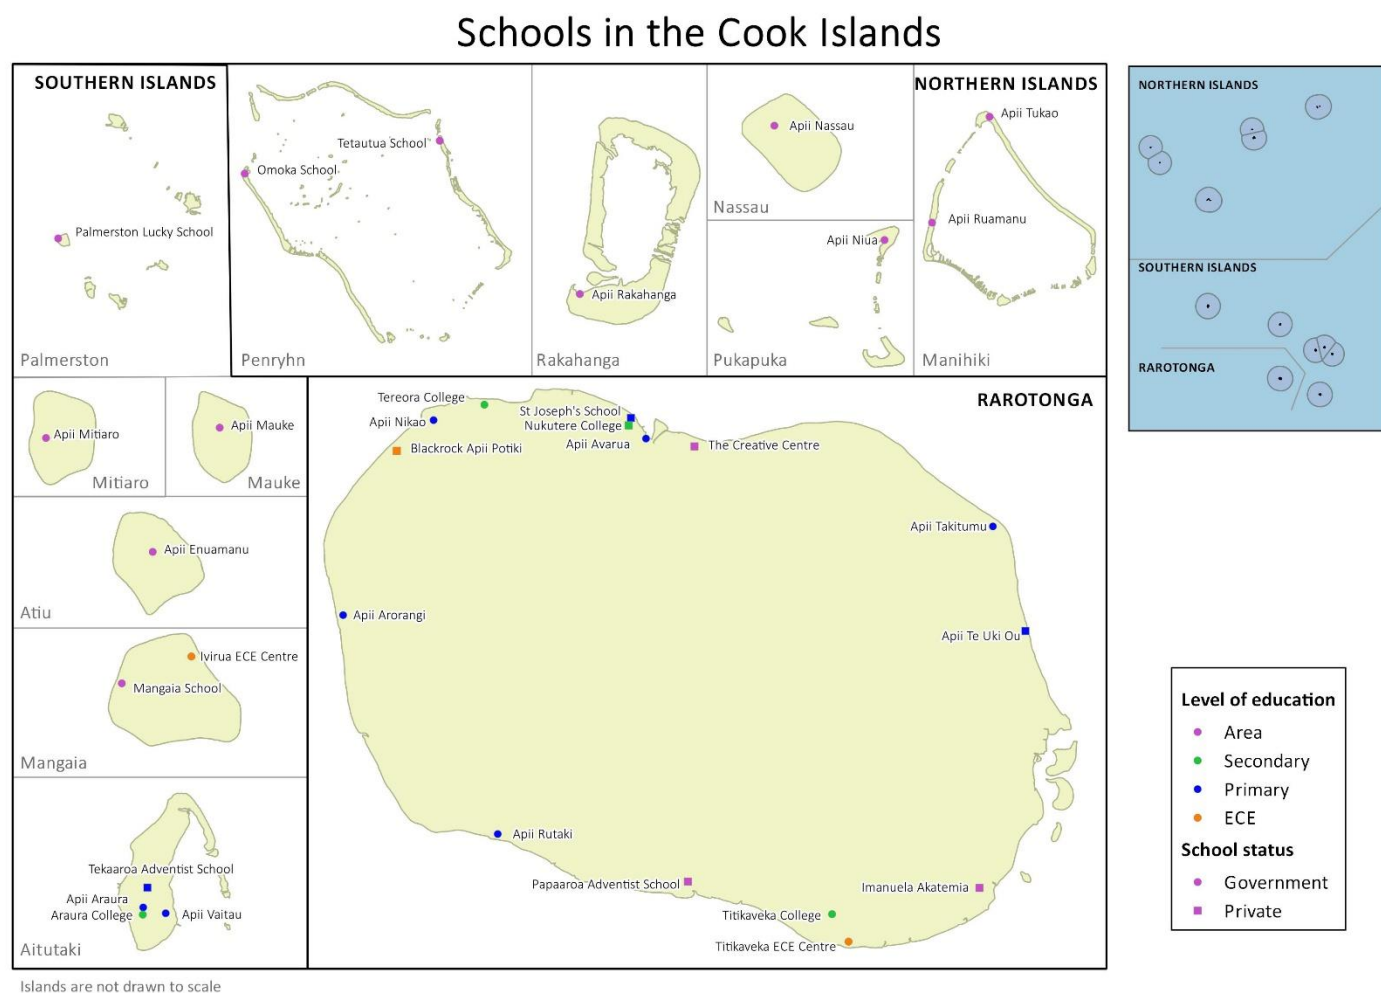 Schools in the Cook Islands
SOUTHERN ISLANDS
Palmerston Lucky School
Palmerston
Tetautua School
Omoka School
Penryhn
Apii Rakahanga
Rakahanga
Apii Nassau
Nassau
Apii Niua
Pukapuka
NORTHERN ISLANDS
Apii Tukao
Apii Ruamanu
Manihiki
NORTHERN ISLANDS
SOUTHERN ISLANDS
RAROTONGA
Apii Mitiaro
Mitiaro
Apii Mauke
Mauke
Apii Enuamanu
Atiu
Ivirua ECE Centre
Mangaia School
Mangaia
Tekaaroa Adventist School
Apii Araura
Araura College
Apii Vaitau
Aitutaki
RAROTONGA
Tereora College
Apii Nikao
Blackrock Apii Potiki
St Joseph's School
Nukutere College
Apii Avarua
The Creative Centre
Apii Takitumu
Apii Arorangi
Apii Te Uki Ou
Apii Rutaki
Papaaroa Adventist School
Imanuela Akatemia
Titikaveka College
Titikaveka ECE Centre
Level of education
Area
Secondary
Primary
ECE
School status
Government
Private
Islands are not drawn to scale